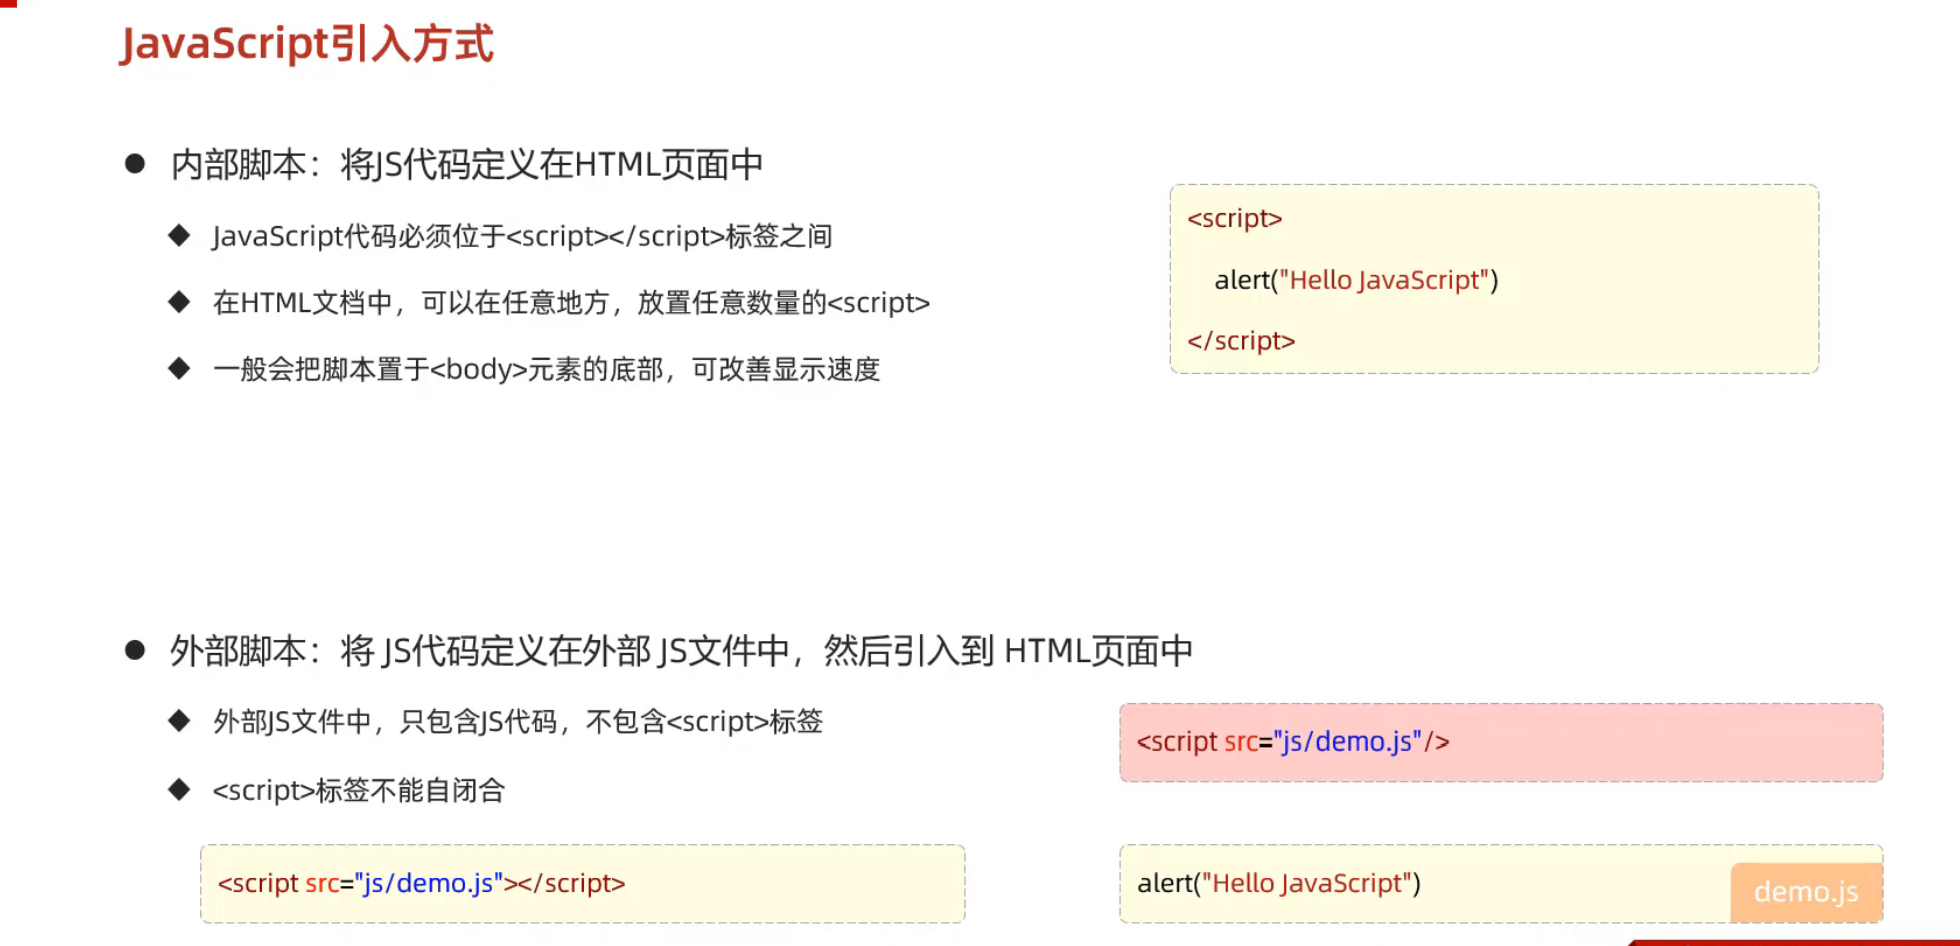 JavaScript引入方式
内部脚本：将JS代码定义在HTML页面中
JavaScript代码必须位于<script></script>标签之间
在HTML文档中，可以在任意地方，放置任意数量的<script>
一般会把脚本置于<body>元素的底部，可改善显示速度
<script>
alert("Hello JavaScript")
</script>
外部脚本：将 JS代码定义在外部 JS文件中，然后引入到 HTML页面中
外部JS文件中，只包含JS代码，不包含<script>标签
<script src="js/demo.js"/>
<script>标签不能自闭合
<script src="js/demo.js"></script>
alert("Hello JavaScript")
demo.js